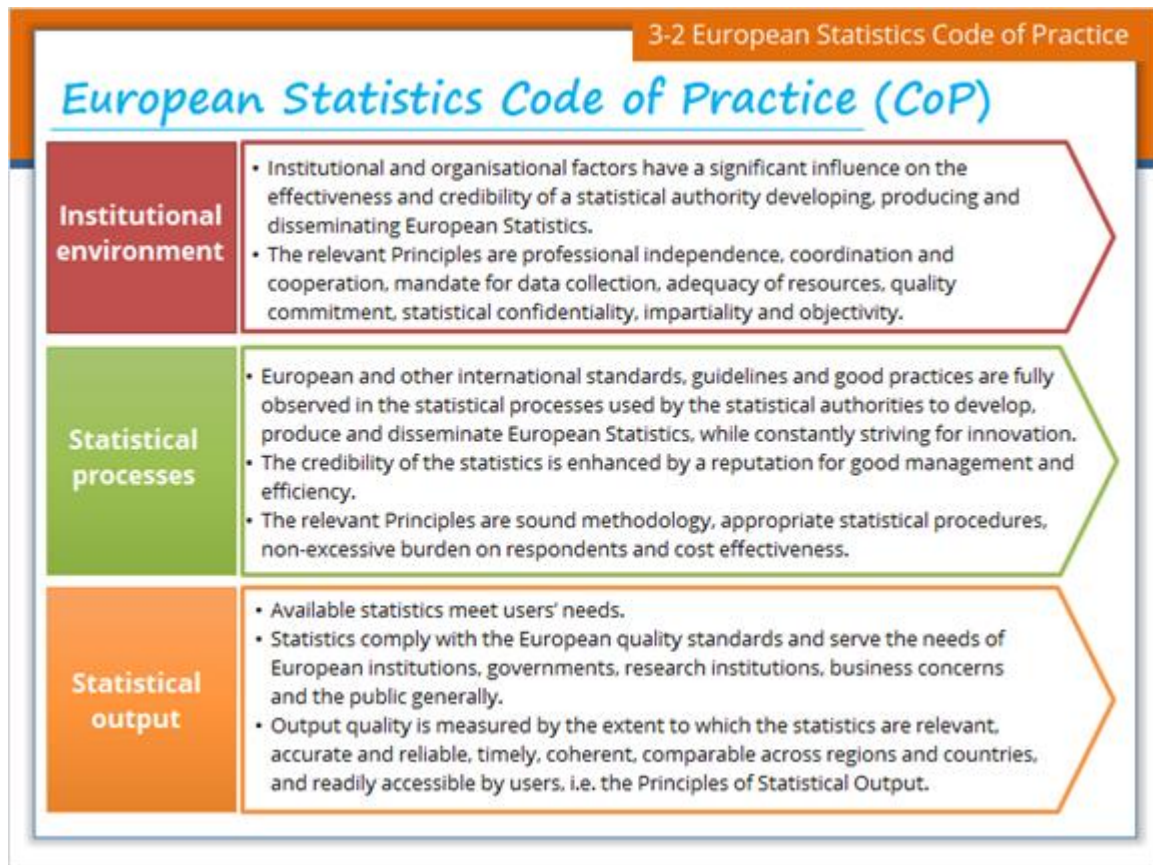 3-2 European Statistics Code of Practice
European Statistics Code of Practice (CoP)
Institutional
environment
• Institutional and organisational factors have a significant influence on the
effectiveness and credibility of a statistical authority developing, producing and
disseminating European Statistics.
• The relevant Principles are professional independence, coordination and
cooperation, mandate for data collection, adequacy of resources, quality
commitment, statistical confidentiality, impartiality and objectivity.
Statistical
processes
• European and other international standards, guidelines and good practices are fully
observed in the statistical processes used by the statistical authorities to develop,
produce and disseminate European Statistics, while constantly striving for innovation.
• The credibility of the statistics is enhanced by a reputation for good management and
efficiency.
• The relevant Principles are sound methodology, appropriate statistical procedures,
non-excessive burden on respondents and cost effectiveness.
Statistical
output
• Available statistics meet users' needs.
• Statistics comply with the European quality standards and serve the needs of
European institutions, governments, research institutions, business concerns
and the public generally.
• Output quality is measured by the extent to which the statistics are relevant,
accurate and reliable, timely, coherent, comparable across regions and countries,
and readily accessible by users, i.e. the Principles of Statistical Output.